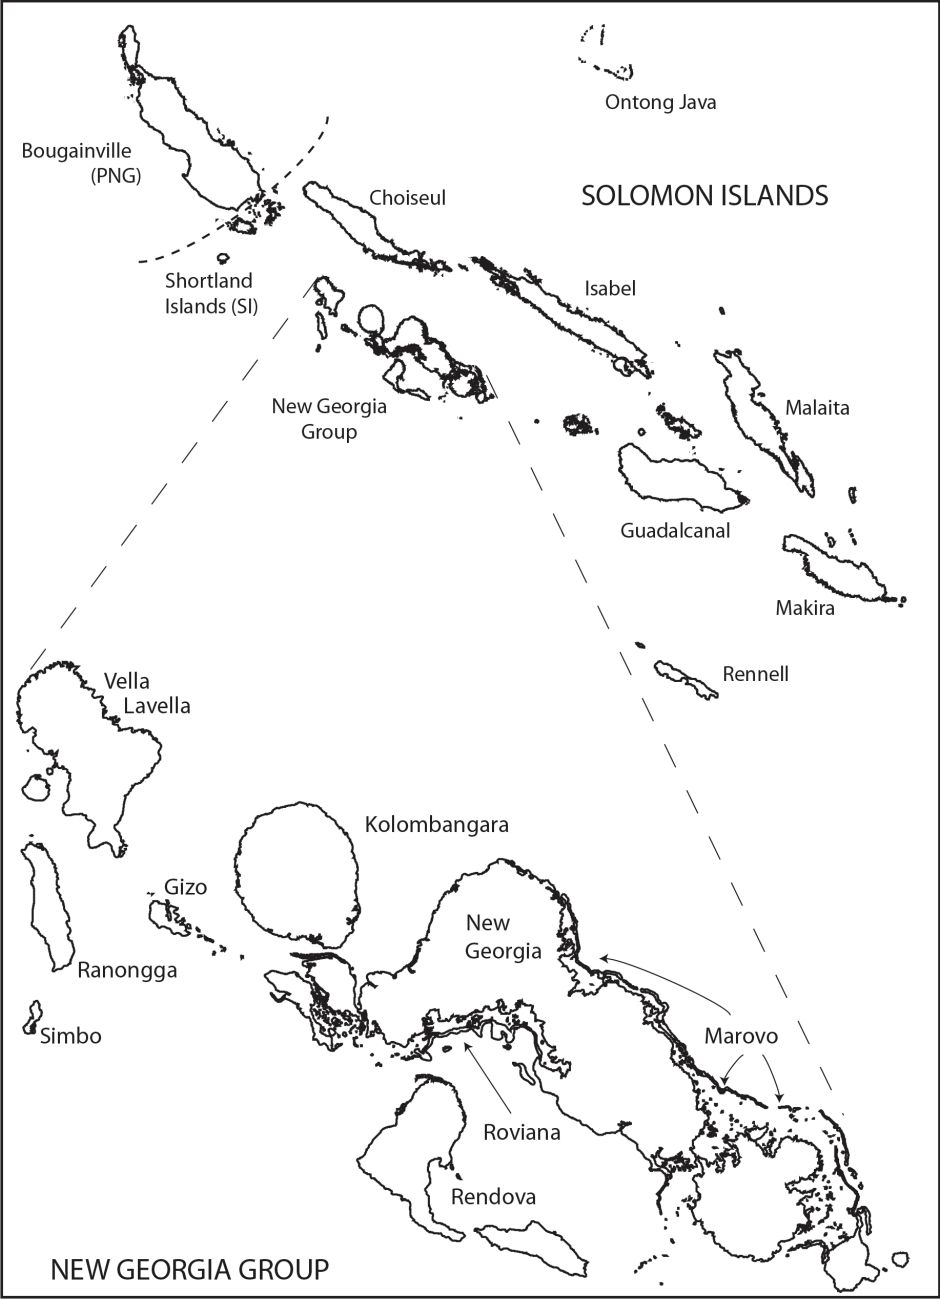 Ontong Java
Bougainville
(PNG)
SOLOMON ISLANDS
Choiseul
Shortland
Islands (SI)
Isabel
New Georgia
Group
Malaita
Guadalcanal
Makira
Rennell
Vella
Lavella
Kolombangara
Gizo
New
Georgia
Ranongga
Simbo
Marovo
Roviana
Rendova
NEW GEORGIA GROUP